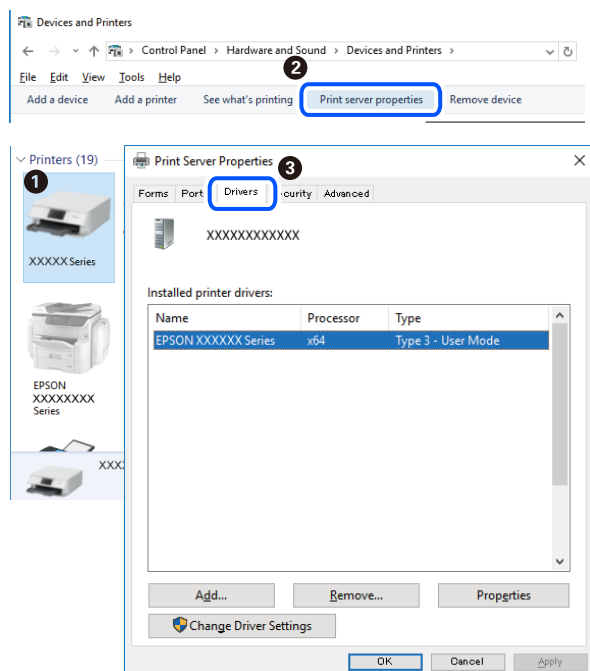 Devices and Printers
Control Panel > Hardware and Sound > Devices and Printers >
2
File Edit View Tools Help
Add a device Add a printer See what's printing Print server properties Remove device
Printers (19)
1
XXXXX Series
EPSON
XXXXXXXX
Series
XXX
Print Server Properties
3
Forms Port Drivers curity Advanced
XXXXXXXXXXXX
Installed printer drivers:
Name Processor Type
EPSON XXXXXX Series x64 Type 3 - User Mode
Add... Remove... Properties
Change Driver Settings
OK Cancel Apply